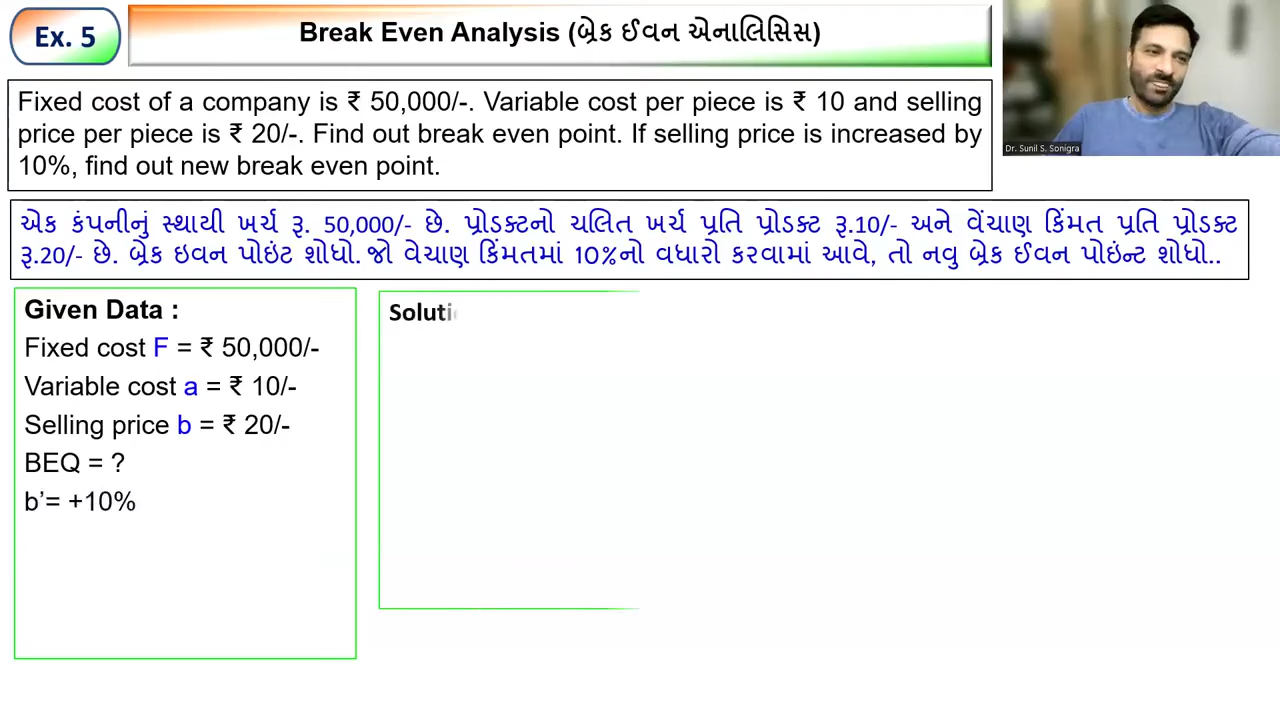 Ex. 5
Break Even Analysis (બ્રેક ઈવન એનાલિસિસ)
Dr. Sunil S. Sonigra
Fixed cost of a company is ₹ 50,000/-. Variable cost per piece is ₹ 10 and selling
price per piece is ₹ 20/-. Find out break even point. If selling price is increased by
10%, find out new break even point.
એક કંપનીનું સ્થાયી ખર્ચ રૂ. 50,000/- છે. પ્રોડક્ટનો ચલિત ખર્ચ પ્રતિ પ્રોડક્ટ રૂ.10/- અને વેંચાણ કિંમત પ્રતિ પ્રોડક્ટ
રૂ.20/- છે. બ્રેક ઇવન પોઇંટ શોધો. જો વેચાણ કિંમતમાં 10%નો વધારો કરવામાં આવે, તો નવુ બ્રેક ઈવન પોઇંન્ટ શોધો..
Given Data :
Fixed cost F = ₹ 50,000/-
Variable cost a = ₹ 10/-
Selling price b = ₹ 20/-
BEQ = ?
b’= +10%
Soluti